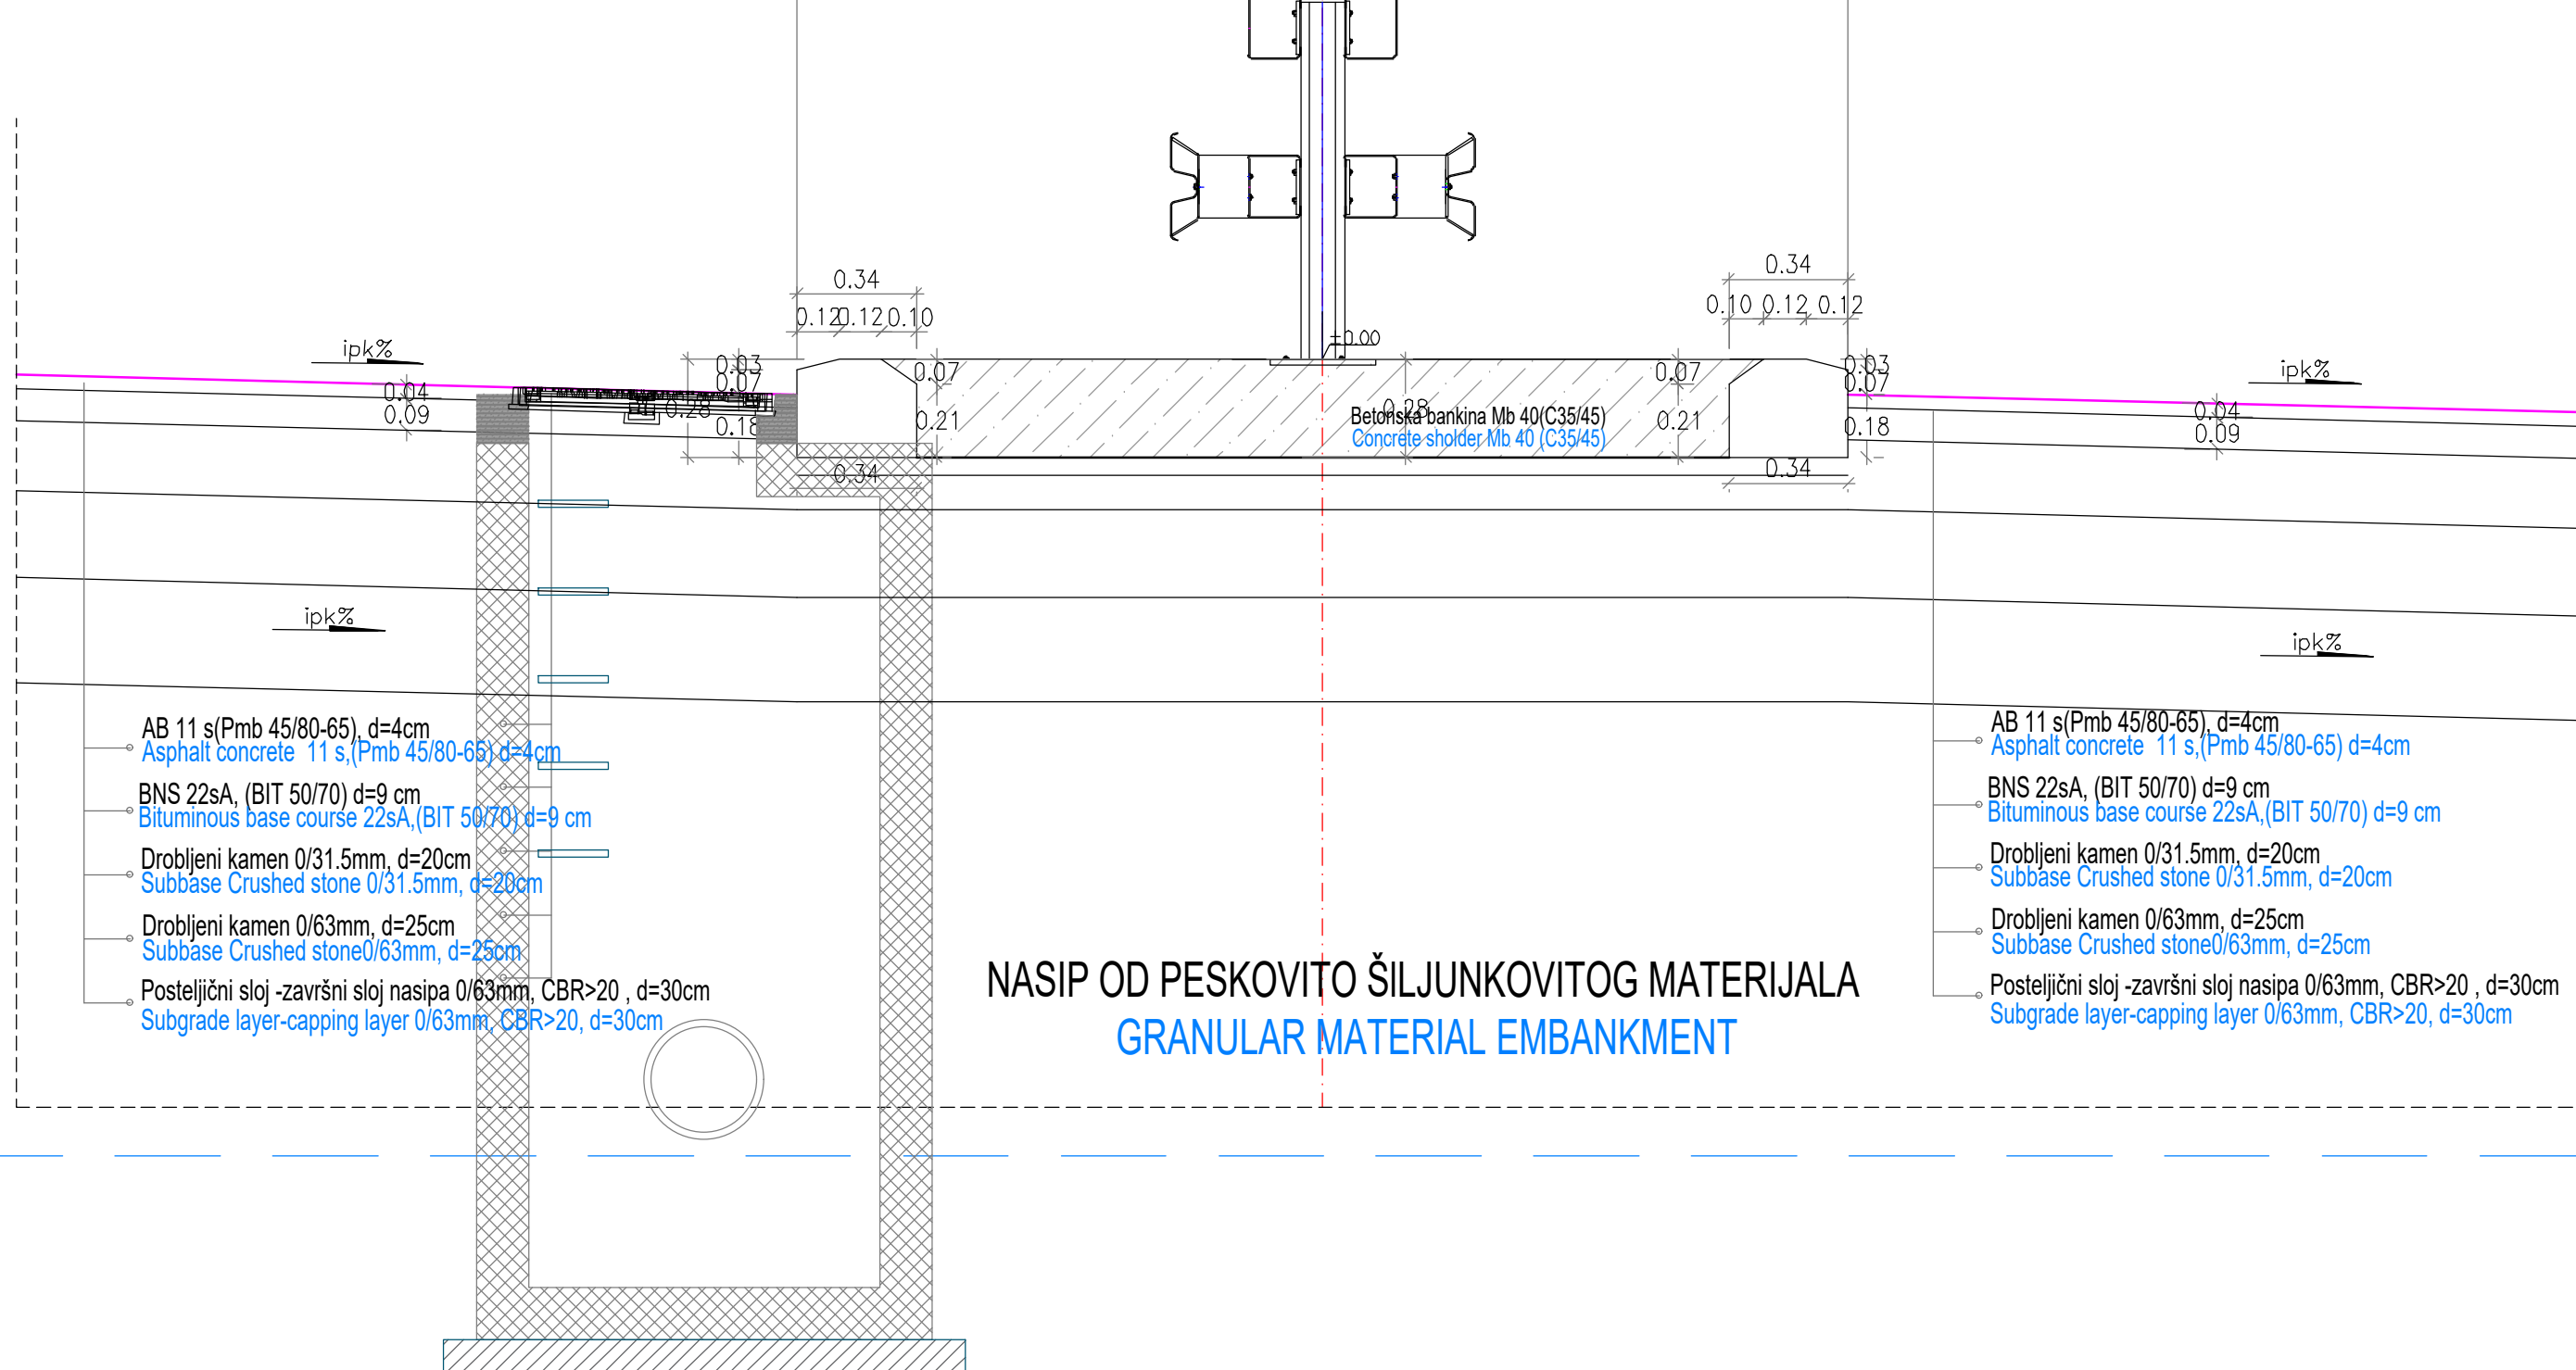 0.34
0.34
0.12
0.12
0.10
0.10
0.12
0.12
±0.00
ipk%
ipk%
0.03
0.07
0.28
0.18
0.07
0.21
0.28
0.07
0.21
0.03
0.07
0.18
0.04
0.09
0.04
0.09
Betonska bankina Mb 40(C35/45)
Concrete sholder Mb 40 (C35/45)
0.34
0.34
ipk%
ipk%
AB 11 s(Pmb 45/80-65), d=4cm
Asphalt concrete 11 s,(Pmb 45/80-65) d=4cm
BNS 22sA, (BIT 50/70) d=9 cm
Bituminous base course 22sA,(BIT 50/70) d=9 cm
Drobljeni kamen 0/31.5mm, d=20cm
Subbase Crushed stone 0/31.5mm, d=20cm
Drobljeni kamen 0/63mm, d=25cm
Subbase Crushed stone0/63mm, d=25cm
Posteljični sloj -završni sloj nasipa 0/63mm, CBR>20 , d=30cm
Subgrade layer-capping layer 0/63mm, CBR>20, d=30cm
NASIP OD PESKOVITO ŠILJUNKOVITOG MATERIJALA
GRANULAR MATERIAL EMBANKMENT
AB 11 s(Pmb 45/80-65), d=4cm
Asphalt concrete 11 s,(Pmb 45/80-65) d=4cm
BNS 22sA, (BIT 50/70) d=9 cm
Bituminous base course 22sA,(BIT 50/70) d=9 cm
Drobljeni kamen 0/31.5mm, d=20cm
Subbase Crushed stone 0/31.5mm, d=20cm
Drobljeni kamen 0/63mm, d=25cm
Subbase Crushed stone0/63mm, d=25cm
Posteljični sloj -završni sloj nasipa 0/63mm, CBR>20 , d=30cm
Subgrade layer-capping layer 0/63mm, CBR>20, d=30cm